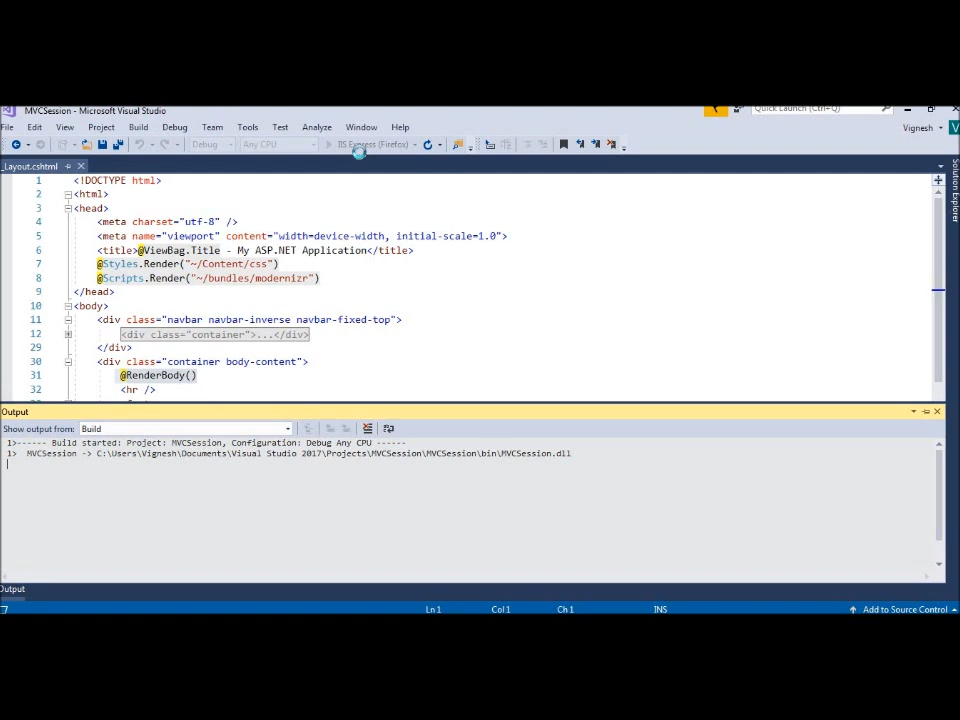 MVCSession - Microsoft Visual Studio
Quick Launch (Ctrl+Q)
File Edit View Project Build Debug Team Tools Test Analyze Window Help
Vignesh V
Debug Any CPU IIS Express (Firefox)
_Layout.cshtml
Solution Explorer
1 <!DOCTYPE html>
2 <html>
3 <head>
4 <meta charset="utf-8" />
5 <meta name="viewport" content="width=device-width, initial-scale=1.0">
6 <title>@ViewBag.Title - My ASP.NET Application</title>
7 @Styles.Render("~/Content/css")
8 @Scripts.Render("~/bundles/modernizr")
9 </head>
10 <body>
11 <div class="navbar navbar-inverse navbar-fixed-top">
12 <div class="container">...</div>
29 </div>
30 <div class="container body-content">
31 @RenderBody()
32 <hr />
Output
Show output from: Build
1>------ Build started: Project: MVCSession, Configuration: Debug Any CPU ------
1> MVCSession -> C:\Users\Vignesh\Documents\Visual Studio 2017\Projects\MVCSession\MVCSession\bin\MVCSession.dll
Output
Ln 1 Col 1 Ch 1 INS Add to Source Control